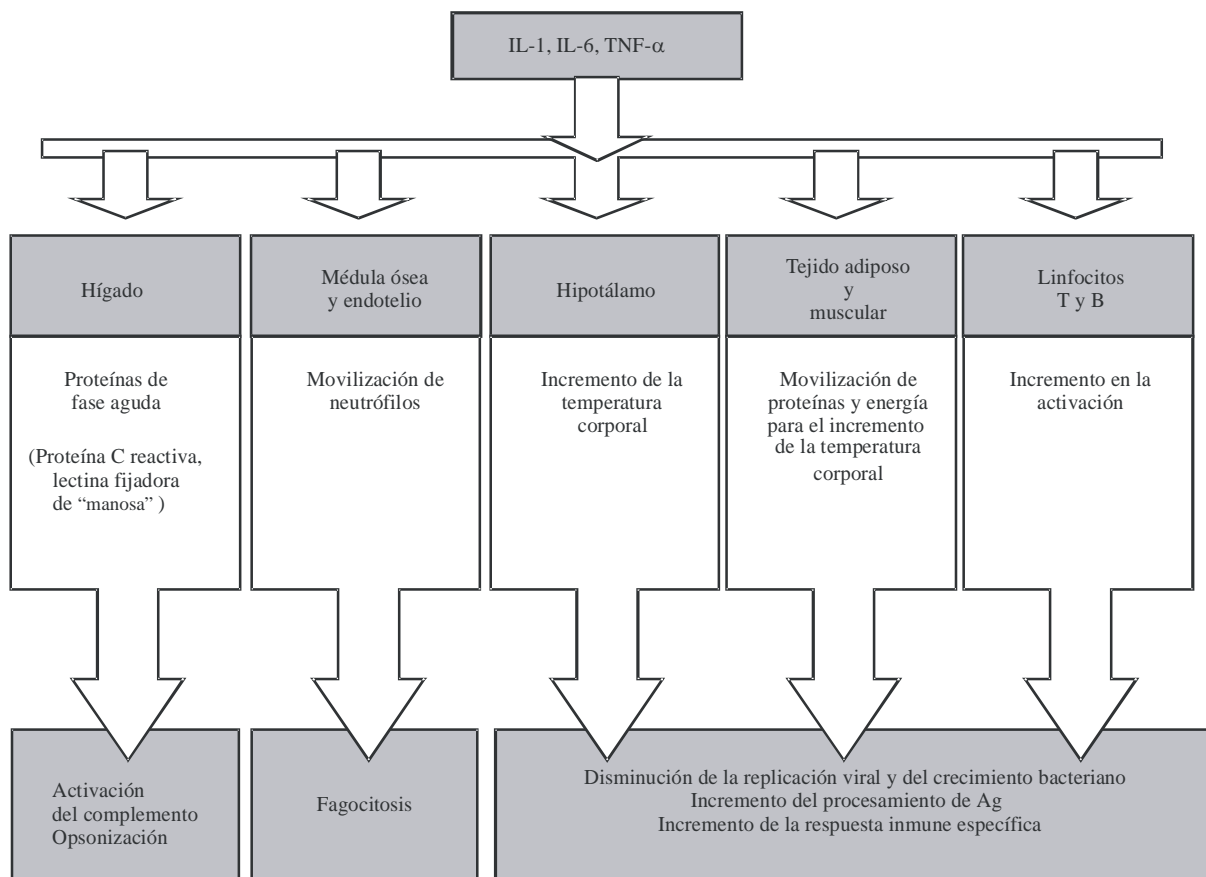 IL-1, IL-6, TNF-α
Hígado
Médula ósea
y endotelio
Hipotálamo
Tejido adiposo
y
muscular
Linfocitos
T y B
Proteínas de
fase aguda
(Proteína C reactiva,
lectina fijadora
de “manosa” )
Movilización de
neutrófilos
Incremento de la
temperatura
corporal
Movilización de
proteínas y energía
para el incremento
de la temperatura
corporal
Incremento en la
activación
Activación
del complemento
Opsonización
Fagocitosis
Disminución de la replicación viral y del crecimiento bacteriano
Incremento del procesamiento de Ag
Incremento de la respuesta inmune específica